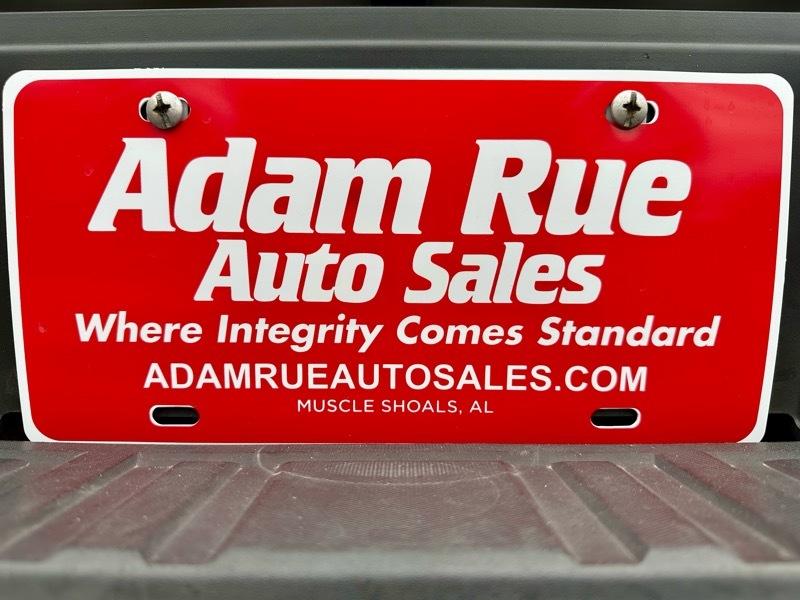 Adam Rue
Auto Sales
Where Integrity Comes Standard
ADAMRUEAUTOSALES.COM
MUSCLE SHOALS, AL